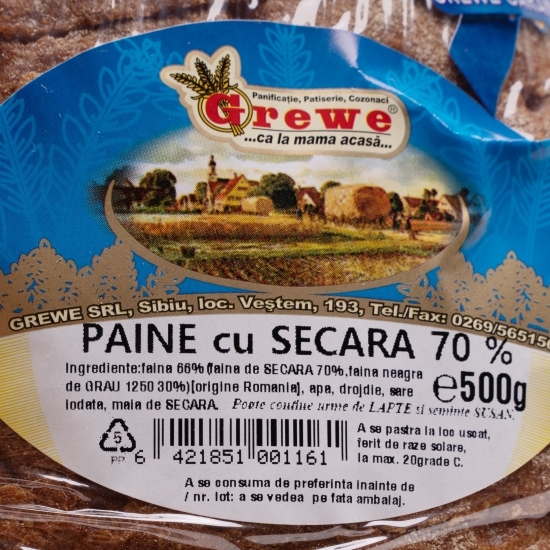 Panificaţie, Patiserie, Cozonaci
Grewe®
...ca la mama acasă...
GREWE SRL, Sibiu, loc. Veştem, 193, Tel./Fax: 0269/565150
PAINE cu SECARA 70 %
Ingrediente:faina 66% (faina de SECARA 70%,faina neagra
de GRAU 1250 30%)[origine Romania], apa, drojdie, sare
iodata, maia de SECARA. Poate contine urme de LAPTE si seminte SUSAN.
℮500g
5
PP
6 421851 001161
A se pastra la loc uscat,
ferit de raze solare,
la max. 20grade C.
A se consuma de preferinta inainte de
/ nr. lot: a se vedea pe fata ambalaj.